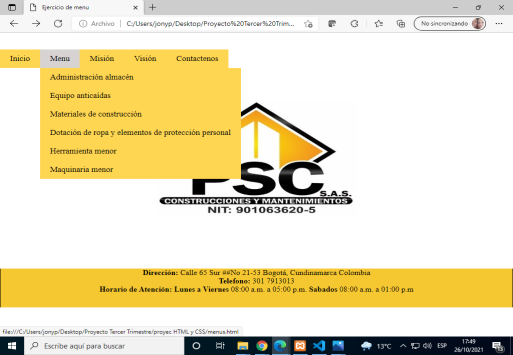 Ejercicio de menu
Archivo | C:/Users/jonyp/Desktop/Proyecto%20Tercer%20Trim...
No sincronizando
Inicio Menu Misión Visión Contactenos
Administración almacén
Equipo anticaídas
Materiales de construcción
Dotación de ropa y elementos de protección personal
Herramienta menor
Maquinaria menor
PSC S.A.S.
CONSTRUCCIONES Y MANTENIMIENTOS
NIT: 901063620-5
Dirección: Calle 65 Sur ##No 21-53 Bogotá, Cundinamarca Colombia
Telefono: 301 7913013
Horario de Atención: Lunes a Viernes 08:00 a.m. a 05:00 p.m. Sabados 08:00 a.m. a 01:00 p.m
file:///C:/Users/jonyp/Desktop/Proyecto Tercer Trimestre/proyec HTML y CSS/menus.html
Escribe aquí para buscar
13°C ESP 17:49
26/10/2021